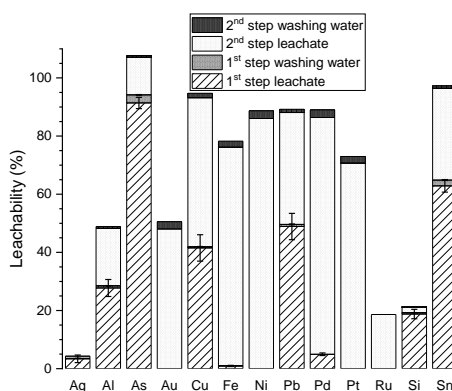 2nd step washing water
2nd step leachate
1st step washing water
1st step leachate
Leachability (%)
100
80
60
40
20
0
Ag Al As Au Cu Fe Ni Pb Pd Pt Ru Si Sn